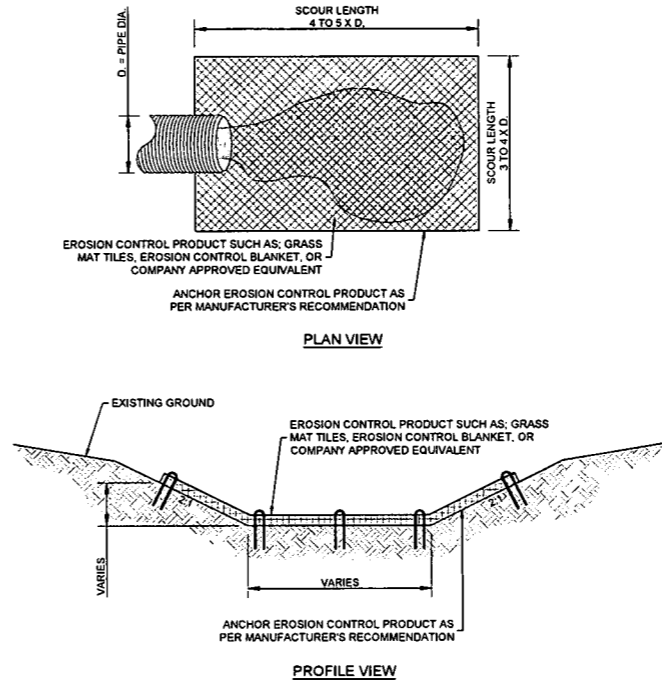 SCOUR LENGTH
4 TO 5 X D.
D. = PIPE DIA.
SCOUR LENGTH
3 TO 4 X D.
EROSION CONTROL PRODUCT SUCH AS; GRASS
MAT TILES, EROSION CONTROL BLANKET, OR
COMPANY APPROVED EQUIVALENT
ANCHOR EROSION CONTROL PRODUCT AS
PER MANUFACTURER'S RECOMMENDATION
PLAN VIEW
EXISTING GROUND
EROSION CONTROL PRODUCT SUCH AS; GRASS
MAT TILES, EROSION CONTROL BLANKET, OR
COMPANY APPROVED EQUIVALENT
2:1
2:1
VARIES
VARIES
ANCHOR EROSION CONTROL PRODUCT AS
PER MANUFACTURER'S RECOMMENDATION
PROFILE VIEW